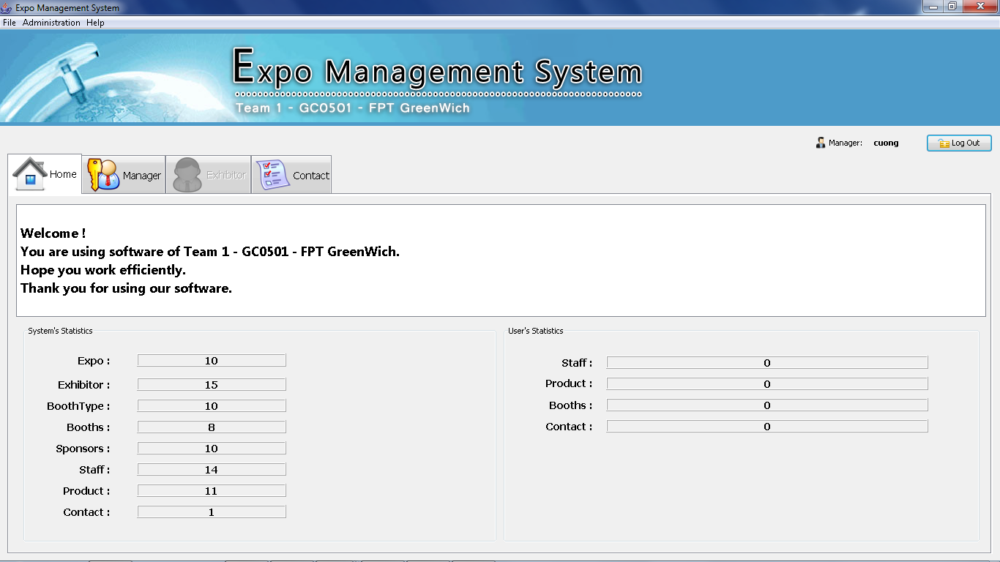 Expo Management System
File Administration Help
Expo Management System
Team 1 - GC0501 - FPT GreenWich
Manager: cuong Log Out
Home Manager Exhibitor Contact
Welcome !
You are using software of Team 1 - GC0501 - FPT GreenWich.
Hope you work efficiently.
Thank you for using our software.
System's Statistics
Expo : 10
Exhibitor : 15
BoothType : 10
Booths : 8
Sponsors : 10
Staff : 14
Product : 11
Contact : 1
User's Statistics
Staff : 0
Product : 0
Booths : 0
Contact : 0